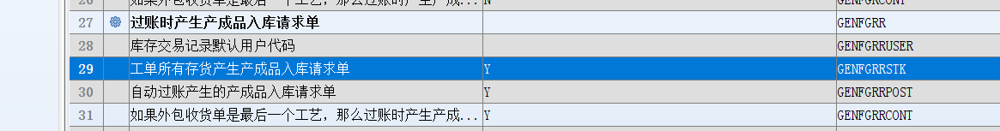 26 如果外包收货单是最后一个工艺，那么过账时产生产成... N GENFGRCONT
27 过账时产生产成品入库请求单 GENFGRR
28 库存交易记录默认用户代码 GENFGRRUSER
29 工单所有存货产生产成品入库请求单 Y GENFGRRSTK
30 自动过账产生的产成品入库请求单 Y GENFGRRPOST
31 如果外包收货单是最后一个工艺，那么过账时产生产成... Y GENFGRRCONT